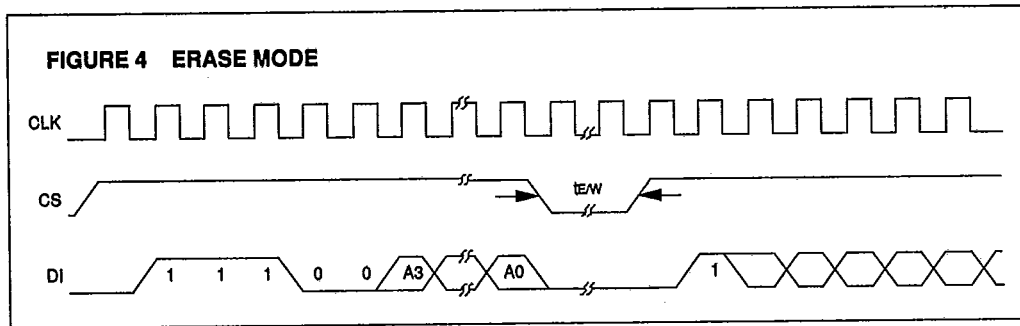 FIGURE 4 ERASE MODE
CLK
CS
tE/W
DI 1 1 1 0 0 A3 A0 1